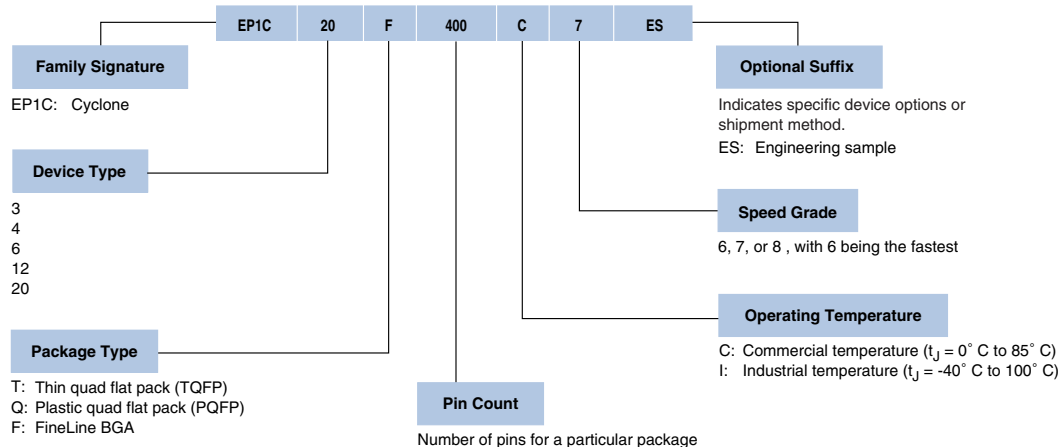 EP1C 20 F 400 C 7 ES
Family Signature
EP1C: Cyclone
Device Type
3
4
6
12
20
Package Type
T: Thin quad flat pack (TQFP)
Q: Plastic quad flat pack (PQFP)
F: FineLine BGA
Pin Count
Number of pins for a particular package
Optional Suffix
Indicates specific device options or
shipment method.
ES: Engineering sample
Speed Grade
6, 7, or 8 , with 6 being the fastest
Operating Temperature
C: Commercial temperature (tJ = 0˚ C to 85˚ C)
I: Industrial temperature (tJ = -40˚ C to 100˚ C)